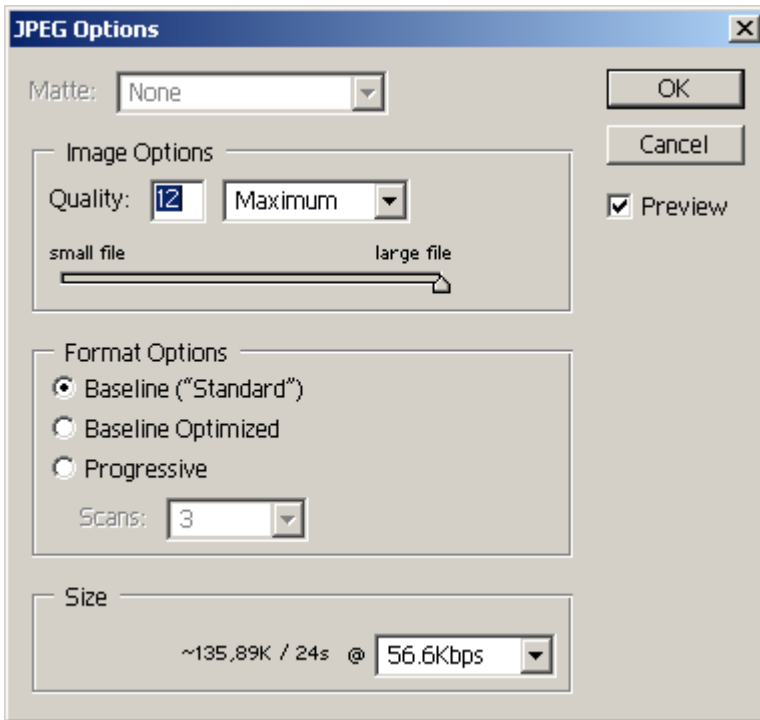 JPEG Options
Matte: None
OK
Cancel
Preview
Image Options
Quality: 12 Maximum
small file large file
Format Options
Baseline (“Standard”)
Baseline Optimized
Progressive
Scans: 3
Size
~135,89K / 24s @ 56.6Kbps